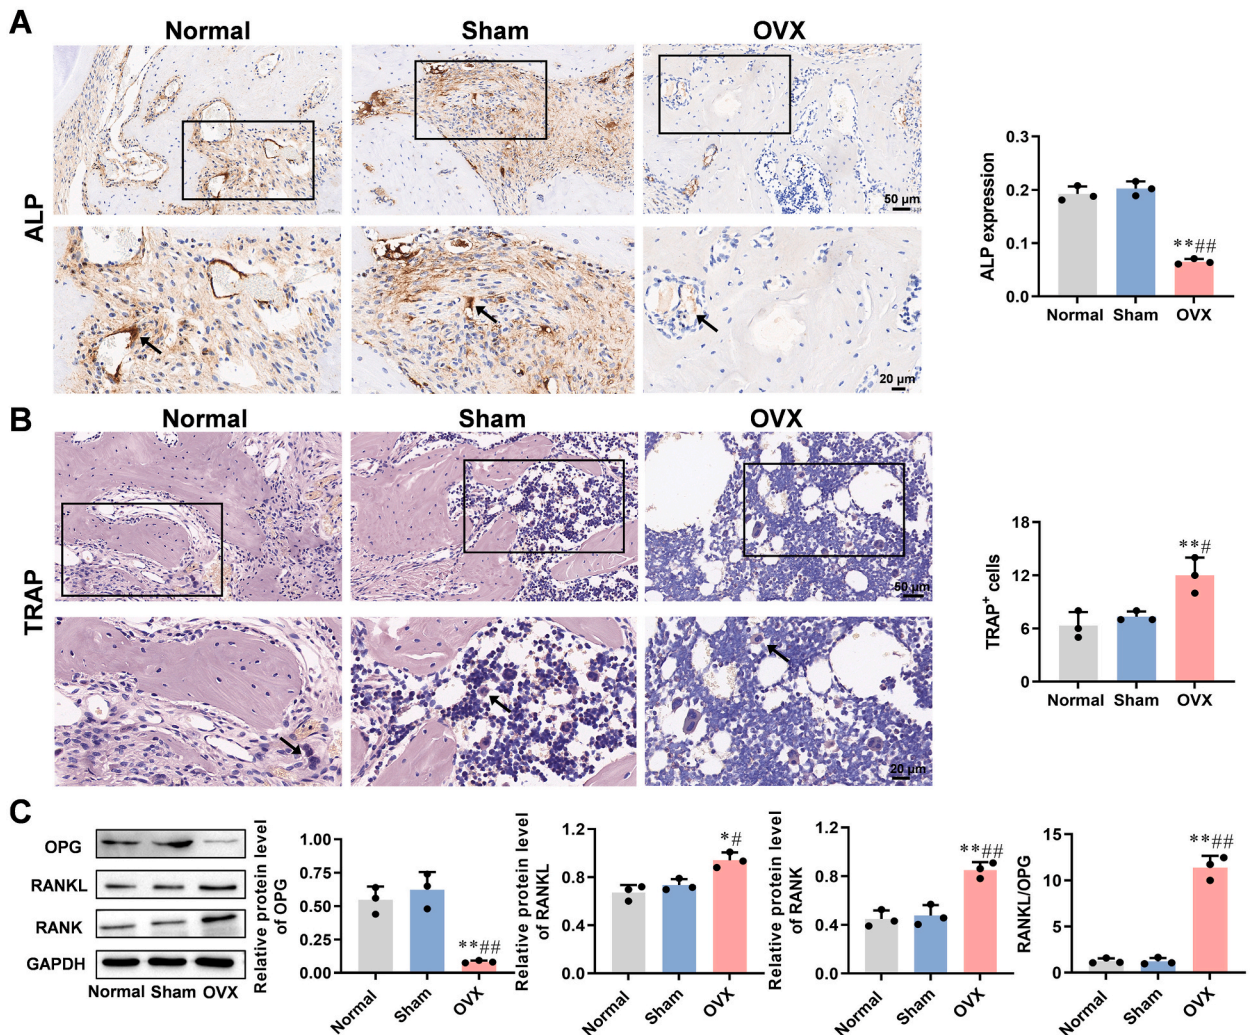 A
Normal Sham OVX
ALP
50 µm
20 µm
ALP expression
0.3
0.2
0.1
0.0
**##
Normal Sham OVX
B
Normal Sham OVX
TRAP
50 µm
20 µm
TRAP+ cells
18
12
6
0
**#
Normal Sham OVX
C
OPG
RANKL
RANK
GAPDH
Normal Sham OVX
Relative protein level
of OPG
1.00
0.75
0.50
0.25
0.00
**##
Normal Sham OVX
Relative protein level
of RANKL
1.2
0.8
0.4
0.0
*#
Normal Sham OVX
Relative protein level
of RANK
1.2
0.8
0.4
0.0
**##
Normal Sham OVX
RANKL/OPG
15
10
5
0
**##
Normal Sham OVX